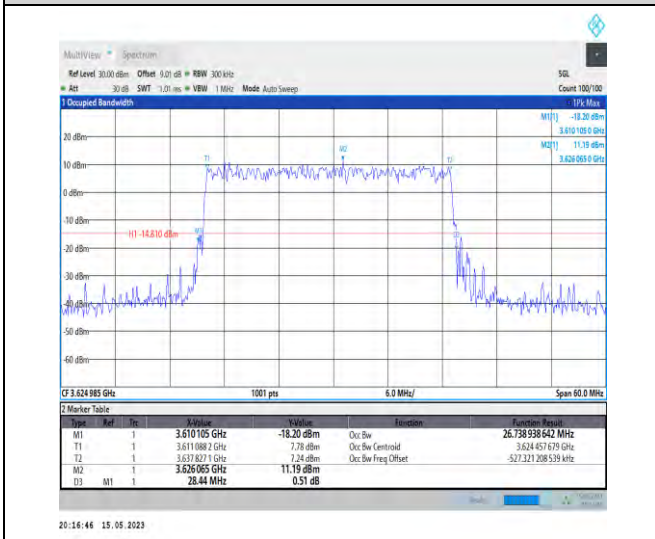 MultiView Spectrum
Ref Level 30.00 dBm Offset 9.01 dB RBW 300 kHz SGL
Att 30 dB SWT 1.01 ms VBW 1 MHz Mode Auto Sweep Count 100/100
1 Occupied Bandwidth 1Pk Max
M1[1] -18.20 dBm
3.610 105 0 GHz
M2[1] 11.19 dBm
3.626 065 0 GHz
20 dBm
M2
T1 T2
10 dBm
0 dBm
-10 dBm
H1 -14.810 dBm
M1
-20 dBm
-30 dBm
-40 dBm
-50 dBm
-60 dBm
CF 3.624 985 GHz 1001 pts 6.0 MHz/ Span 60.0 MHz
2 Marker Table
Type Ref Trc X-Value Y-Value Function Function Result
M1 1 3.610105 GHz -18.20 dBm Occ Bw 26.738 938 642 MHz
T1 1 3.611 088 2 GHz 7.78 dBm Occ Bw Centroid 3.624 457 679 GHz
T2 1 3.637 827 1 GHz 7.24 dBm Occ Bw Freq Offset -527.321 208 539 kHz
M2 1 3.626 065 GHz 11.19 dBm
D3 M1 1 28.44 MHz 0.51 dB
20:16:46 15.05.2023